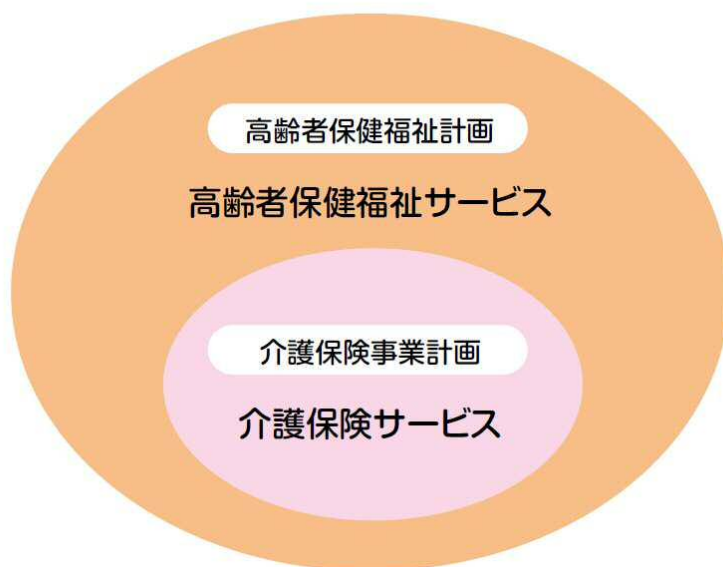 高齢者保健福祉計画
高齢者保健福祉サービス
介護保険事業計画
介護保険サービス